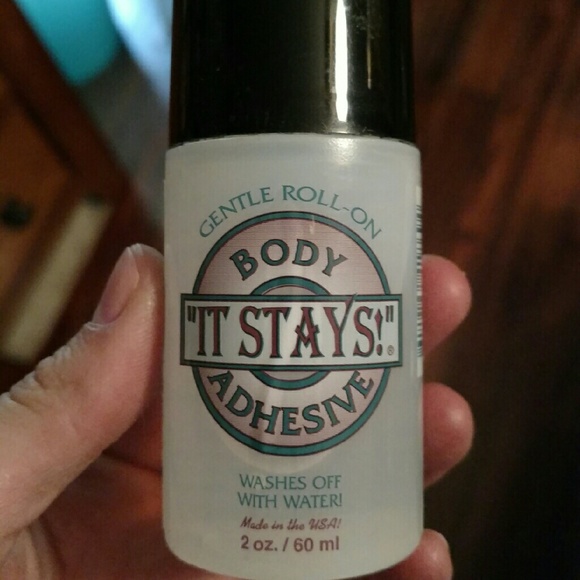 GENTLE ROLL-ON
BODY
"IT STAYS!"®
ADHESIVE
WASHES OFF
WITH WATER!
Made in the USA!
2 oz. / 60 ml